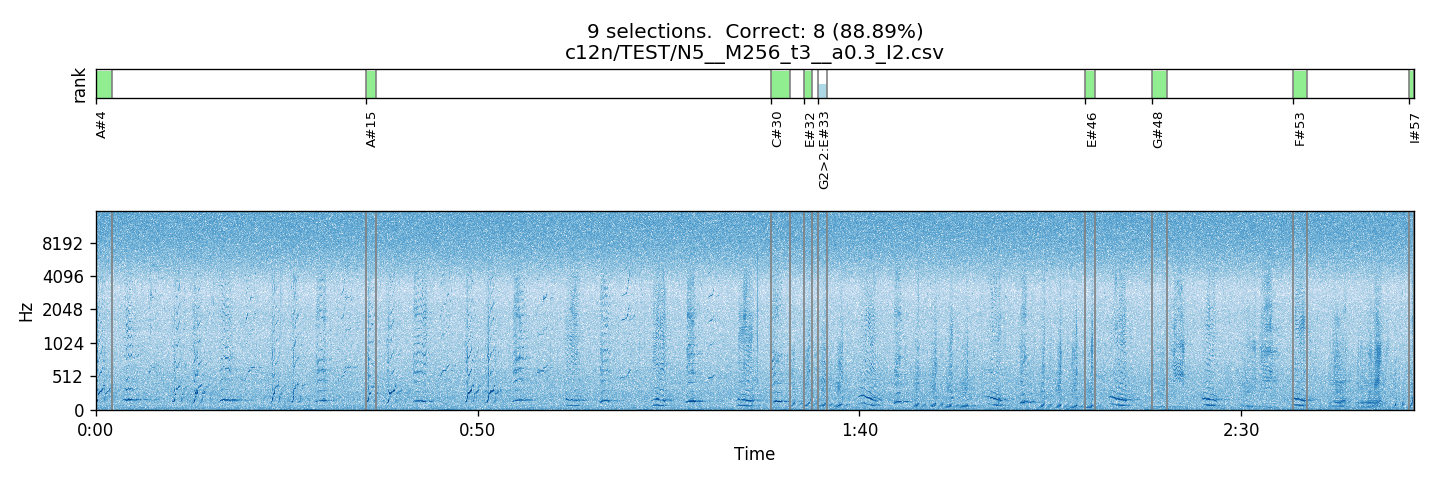 9 selections.  Correct: 8 (88.89%)
c12n/TEST/N5__M256_t3__a0.3_I2.csv
rank
A#4
A#15
C#30
E#32
G2>2:E#33
E#46
G#48
F#53
I#57
Hz
8192
4096
2048
1024
512
0
0:00
0:50
1:40
2:30
Time